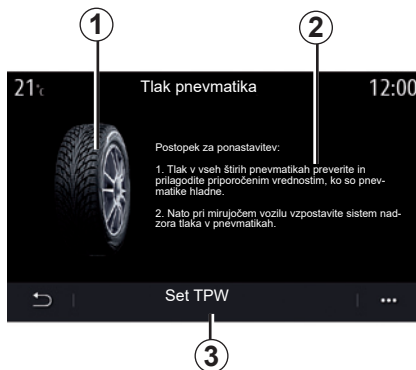 1
2
21°c
Tlak pnevmatika
12:00
Postopek za ponastavitev:
1. Tlak v vseh štirih pnevmatikah preverite in
prilagodite priporočenim vrednostim, ko so pnev-
matike hladne.
2. Nato pri mirujočem vozilu vzpostavite sistem nad-
zora tlaka v pnevmatikah.
Set TPW
3